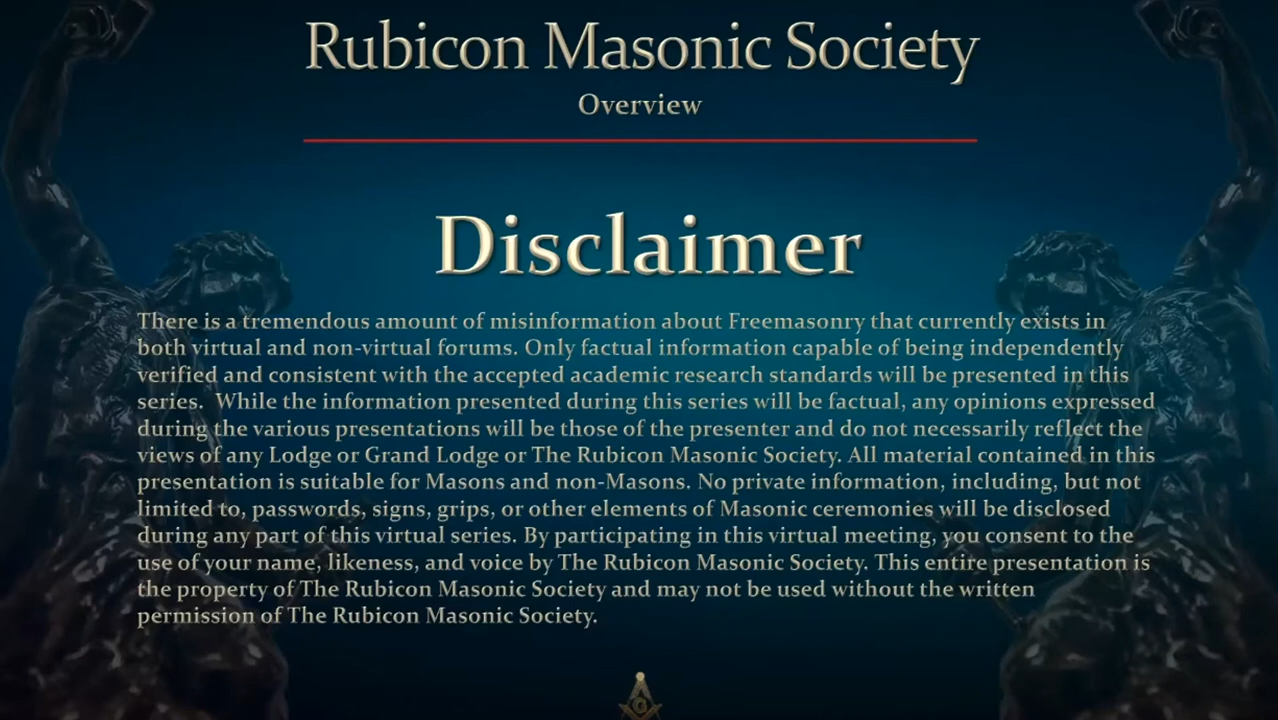 Rubicon Masonic Society
Overview
Disclaimer
There is a tremendous amount of misinformation about Freemasonry that currently exists in
both virtual and non-virtual forums. Only factual information capable of being independently
verified and consistent with the accepted academic research standards will be presented in this
series.  While the information presented during this series will be factual, any opinions expressed
during the various presentations will be those of the presenter and do not necessarily reflect the
views of any Lodge or Grand Lodge or The Rubicon Masonic Society. All material contained in this
presentation is suitable for Masons and non-Masons. No private information, including, but not
limited to, passwords, signs, grips, or other elements of Masonic ceremonies will be disclosed
during any part of this virtual series. By participating in this virtual meeting, you consent to the
use of your name, likeness, and voice by The Rubicon Masonic Society. This entire presentation is
the property of The Rubicon Masonic Society and may not be used without the written
permission of The Rubicon Masonic Society.
G